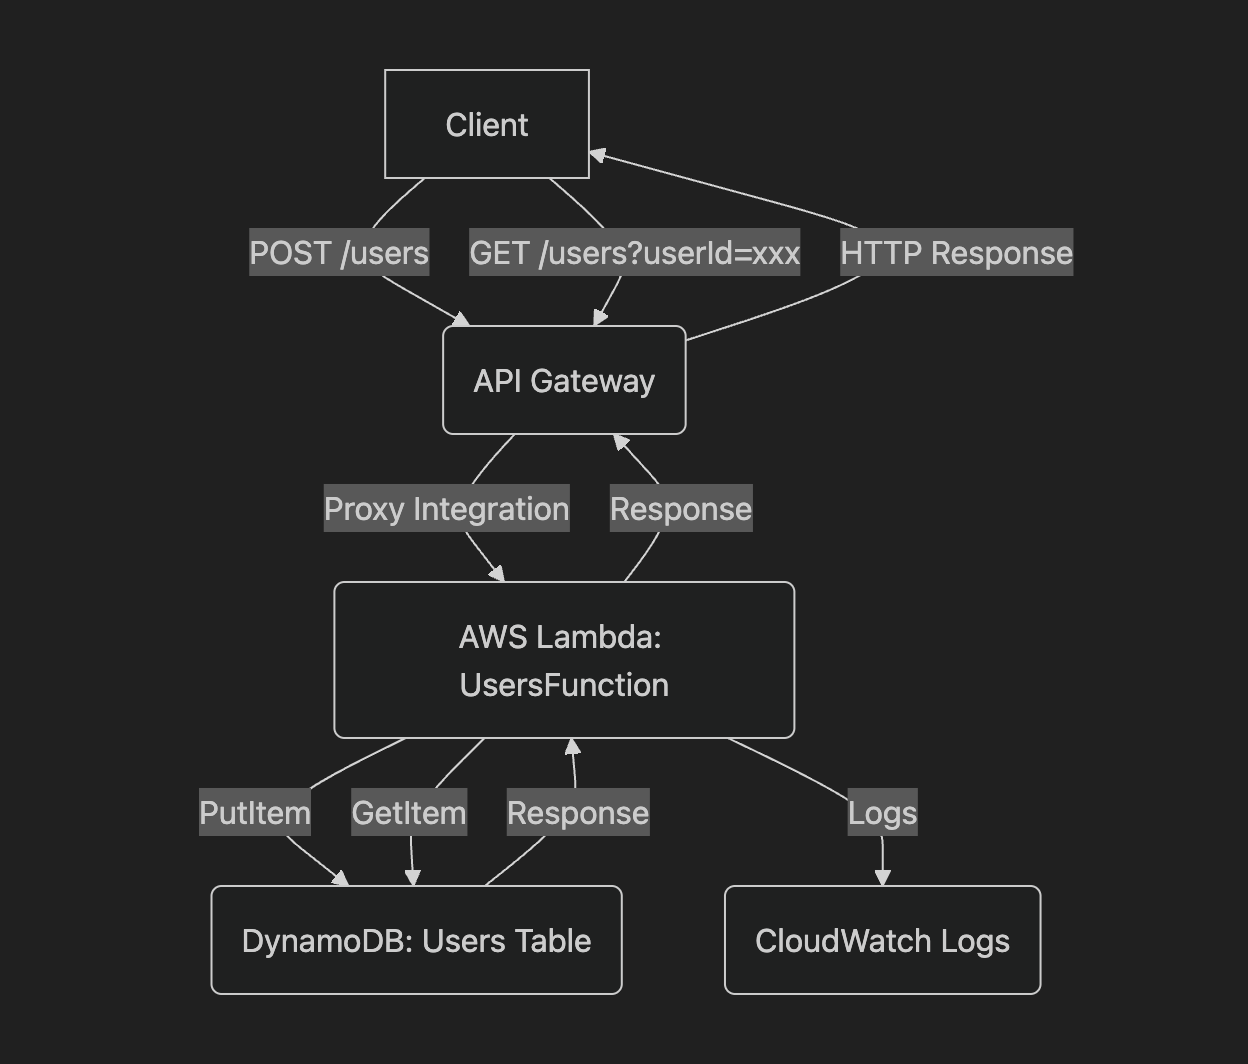 Client
POST /users
GET /users?userId=xxx
HTTP Response
API Gateway
Proxy Integration
Response
AWS Lambda:
UsersFunction
PutItem
GetItem
Response
Logs
DynamoDB: Users Table
CloudWatch Logs